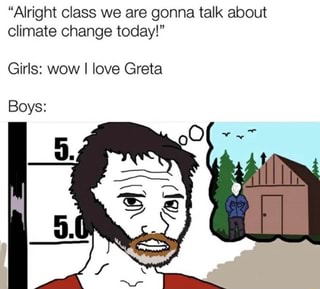 “Alright class we are gonna talk about
climate change today!”
Girls: wow I love Greta
Boys:
5.
5.0